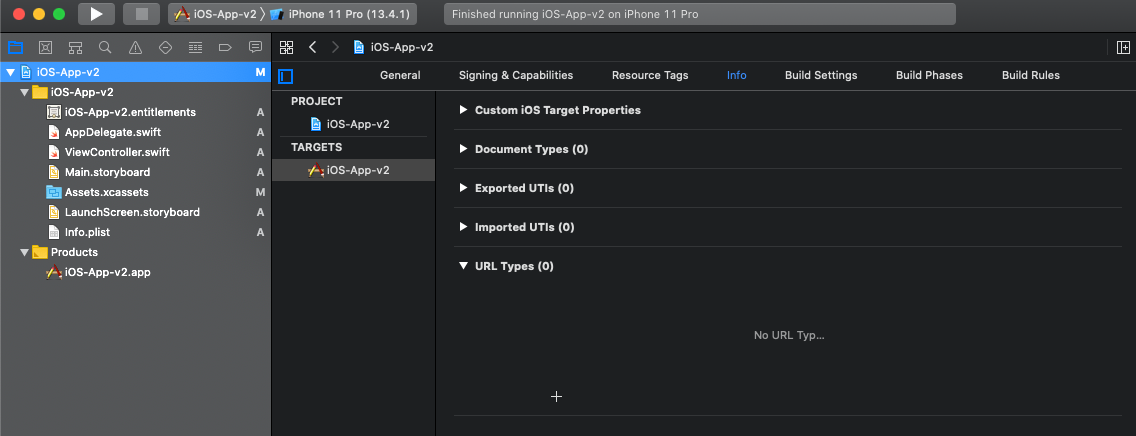 iOS-App-v2 iPhone 11 Pro (13.4.1) Finished running iOS-App-v2 on iPhone 11 Pro
iOS-App-v2
iOS-App-v2 M
iOS-App-v2
iOS-App-v2.entitlements A
AppDelegate.swift A
ViewController.swift A
Main.storyboard A
Assets.xcassets M
LaunchScreen.storyboard A
Info.plist A
Products
iOS-App-v2.app
General Signing & Capabilities Resource Tags Info Build Settings Build Phases Build Rules
PROJECT
iOS-App-v2
TARGETS
iOS-App-v2
Custom iOS Target Properties
Document Types (0)
Exported UTIs (0)
Imported UTIs (0)
URL Types (0)
No URL Typ...